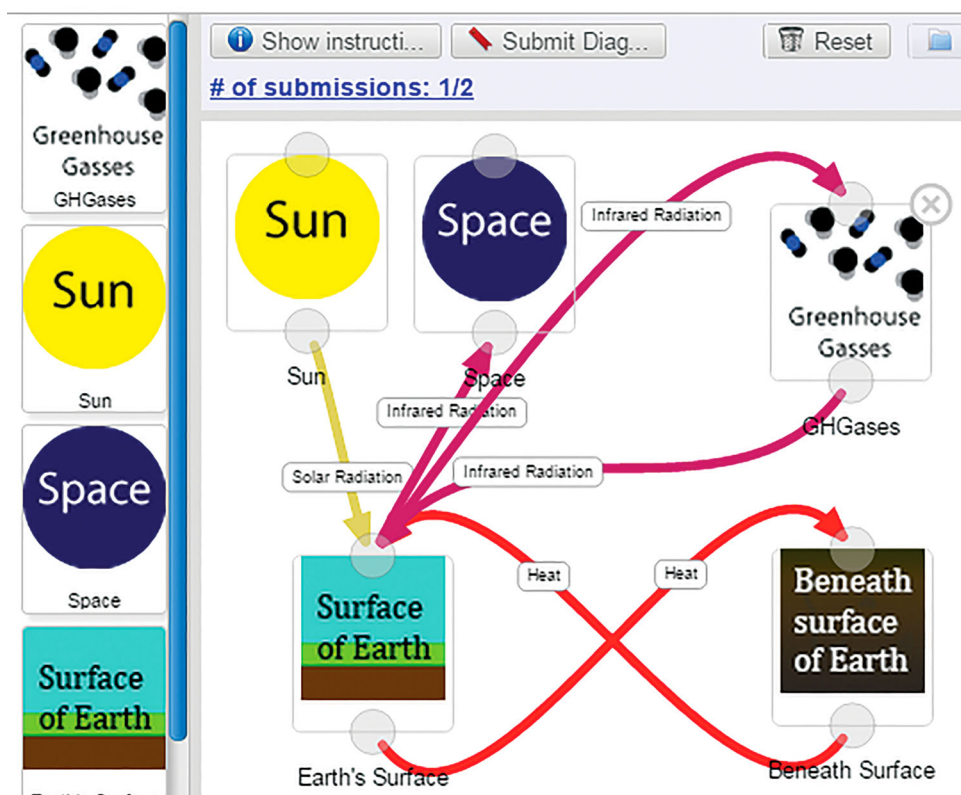 Show instructi...
Submit Diag...
Reset
# of submissions: 1/2
Greenhouse
Gasses
GHGases
Sun
Sun
Space
Space
Surface
of Earth
Sun
Sun
Space
Space
Infrared Radiation
Greenhouse
Gasses
GHGases
Infrared Radiation
Solar Radiation
Infrared Radiation
Heat
Heat
Surface
of Earth
Earth's Surface
Beneath
surface
of Earth
Beneath Surface